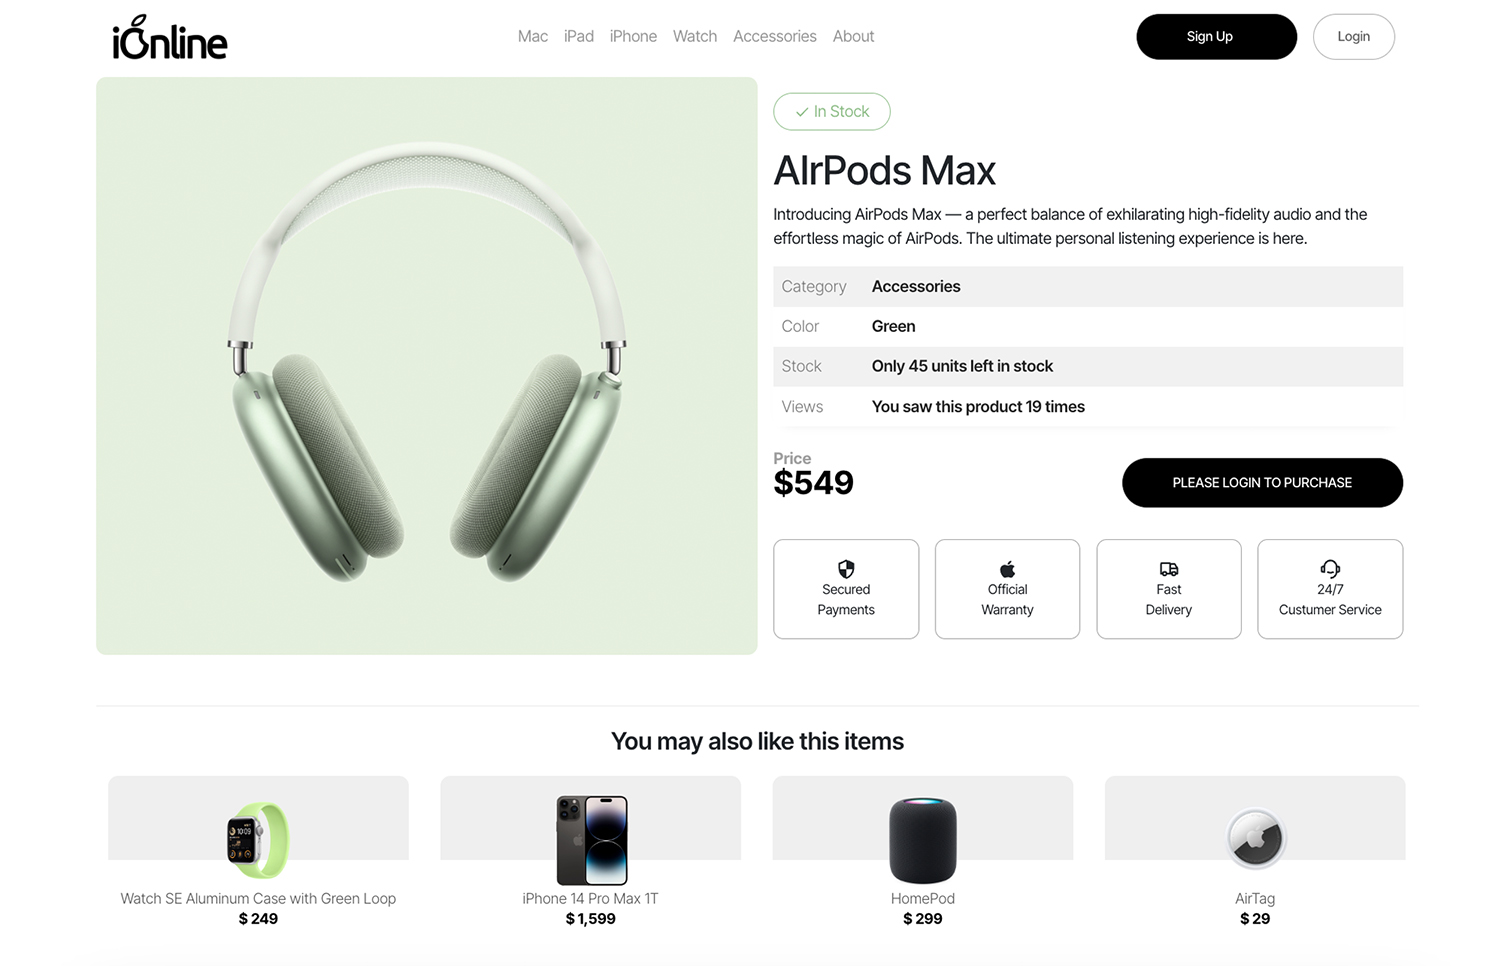 iOnline
Mac iPad iPhone Watch Accessories About
Sign Up
Login
In Stock
AIrPods Max
Introducing AirPods Max — a perfect balance of exhilarating high-fidelity audio and the
effortless magic of AirPods. The ultimate personal listening experience is here.
Category Accessories
Color Green
Stock Only 45 units left in stock
Views You saw this product 19 times
Price
$549
PLEASE LOGIN TO PURCHASE
Secured
Payments
Official
Warranty
Fast
Delivery
24/7
Custumer Service
You may also like this items
10:09
Watch SE Aluminum Case with Green Loop
$ 249
iPhone 14 Pro Max 1T
$ 1,599
HomePod
$ 299
AirTag
$ 29